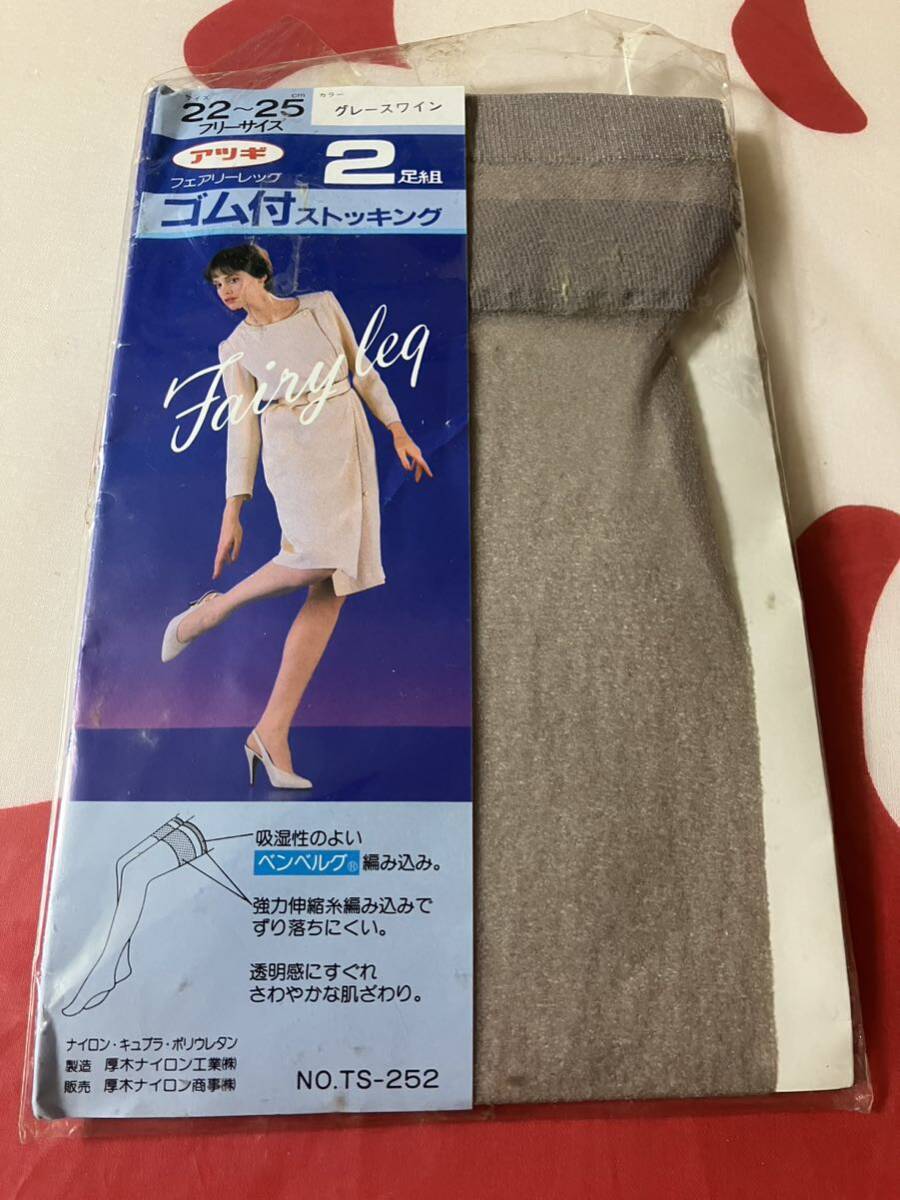 サイズ cm
22〜25
フリーサイズ
カラー
グレースワイン
アツギ
フェアリーレッグ
2足組
ゴム付ストッキング
Fairy leg
吸湿性のよい
ベンベルグ® 編み込み。
強力伸縮糸編み込みで
ずり落ちにくい。
透明感にすぐれ
さわやかな肌ざわり。
ナイロン・キュプラ・ポリウレタン
製造 厚木ナイロン工業㈱
販売 厚木ナイロン商事㈱
NO.TS-252